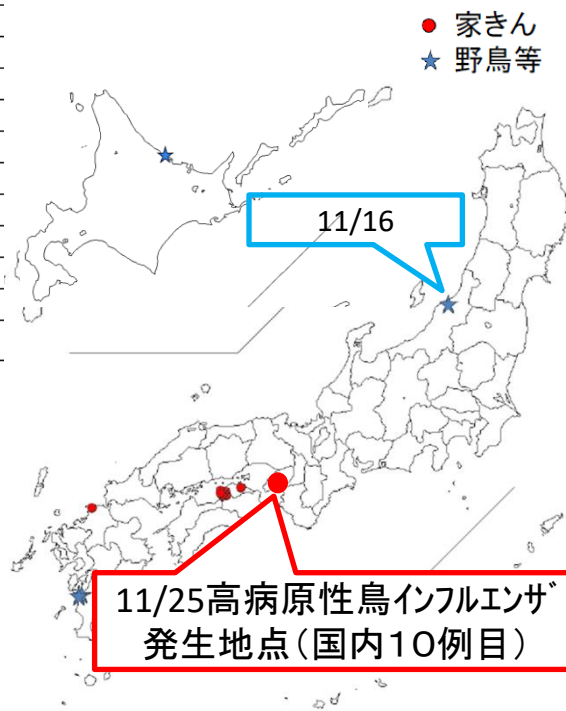 ● 家きん
★ 野鳥等
11/16
11/25高病原性鳥インフルエンザ
発生地点(国内10例目)